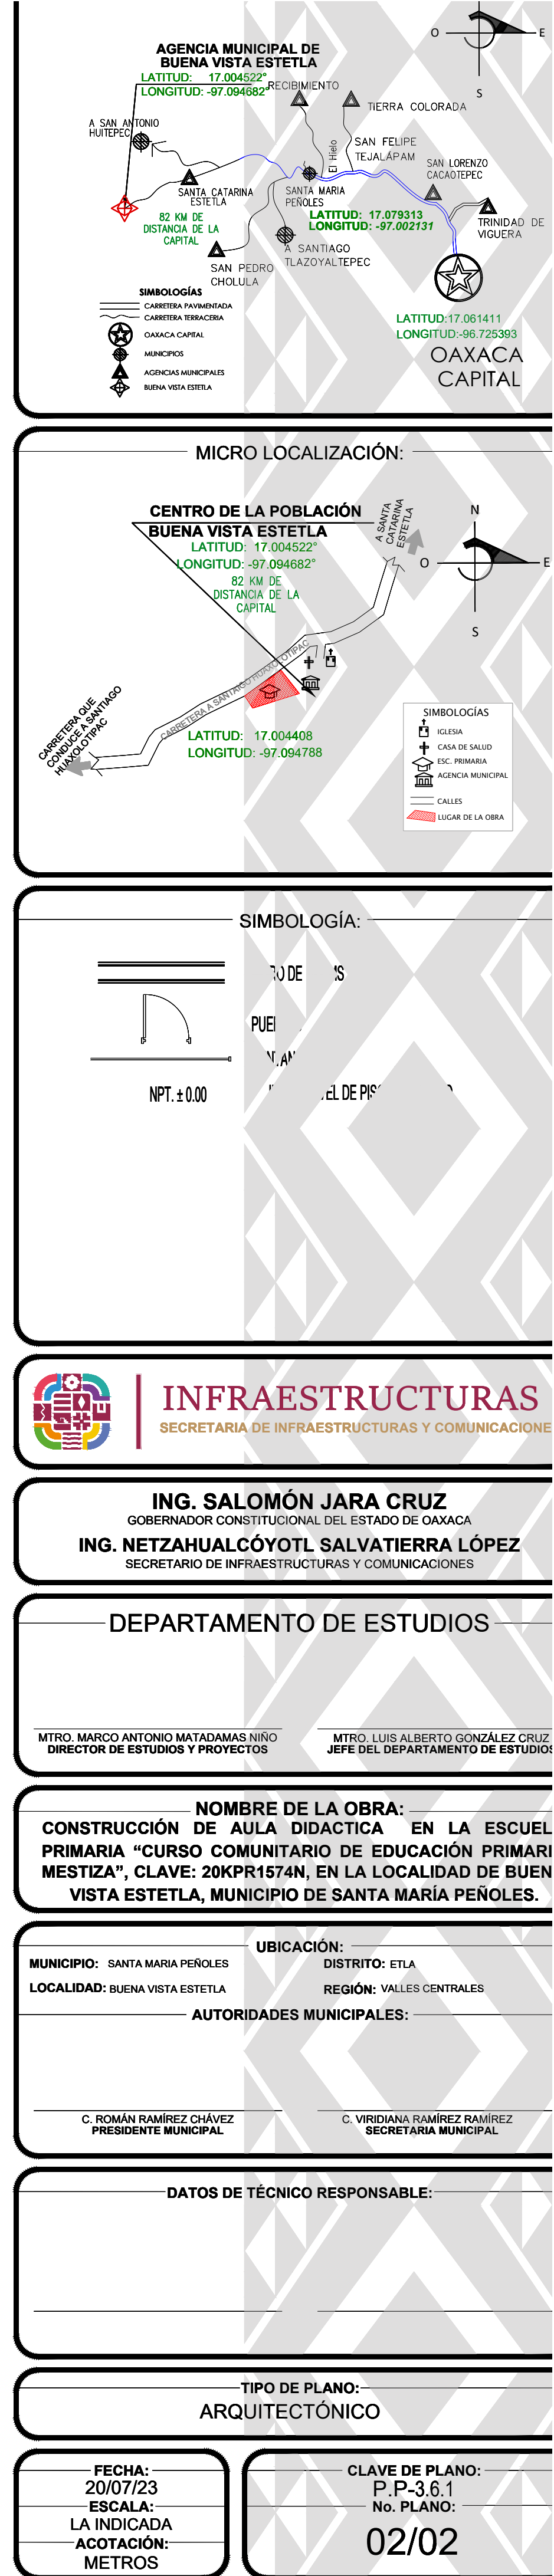 O
E
S
AGENCIA MUNICIPAL DE
BUENA VISTA ESTETLA
LATITUD: 17.004522°
LONGITUD: -97.094682°
RECIBIMIENTO
TIERRA COLORADA
A SAN ANTONIO
HUITEPEC
El Hielo
SAN FELIPE
TEJALÁPAM
SAN LORENZO
CACAOTEPEC
SANTA CATARINA
ESTETLA
SANTA MARIA
PEÑOLES
LATITUD: 17.079313
LONGITUD: -97.002131
TRINIDAD DE
VIGUERA
82 KM DE
DISTANCIA DE LA
CAPITAL
A SANTIAGO
TLAZOYALTEPEC
SAN PEDRO
CHOLULA
SIMBOLOGÍAS
CARRETERA PAVIMENTADA
CARRETERA TERRACERIA
OAXACA CAPITAL
MUNICIPIOS
AGENCIAS MUNICIPALES
BUENA VISTA ESTETLA
LATITUD:17.061411
LONGITUD:-96.725393
OAXACA
CAPITAL
MICRO LOCALIZACIÓN:
CENTRO DE LA POBLACIÓN
BUENA VISTA ESTETLA
LATITUD: 17.004522°
LONGITUD: -97.094682°
82 KM DE
DISTANCIA DE LA
CAPITAL
A SANTA
CATARINA
ESTETLA
N
O
E
S
CARRETERA A SANTAIGO HUAXOLOTIPAC
CARRETERA QUE
CONDUCE A SANTIAGO
HUAXOLOTIPAC
LATITUD: 17.004408
LONGITUD: -97.094788
SIMBOLOGÍAS
IGLESIA
CASA DE SALUD
ESC. PRIMARIA
AGENCIA MUNICIPAL
CALLES
LUGAR DE LA OBRA
SIMBOLOGÍA:
DE
NPT. ± 0.00
DE
INFRAESTRUCTURAS
SECRETARIA DE INFRAESTRUCTURAS Y COMUNICACIONE
ING. SALOMÓN JARA CRUZ
GOBERNADOR CONSTITUCIONAL DEL ESTADO DE OAXACA
ING. NETZAHUALCÓYOTL SALVATIERRA LÓPEZ
SECRETARIO DE INFRAESTRUCTURAS Y COMUNICACIONES
DEPARTAMENTO DE ESTUDIOS
MTRO. MARCO ANTONIO MATADAMAS NIÑO
DIRECTOR DE ESTUDIOS Y PROYECTOS
MTRO. LUIS ALBERTO GONZÁLEZ CRUZ
JEFE DEL DEPARTAMENTO DE ESTUDIOS
NOMBRE DE LA OBRA:
CONSTRUCCIÓN DE AULA DIDACTICA EN LA ESCUEL
PRIMARIA “CURSO COMUNITARIO DE EDUCACIÓN PRIMARI
MESTIZA”, CLAVE: 20KPR1574N, EN LA LOCALIDAD DE BUEN
VISTA ESTETLA, MUNICIPIO DE SANTA MARÍA PEÑOLES.
UBICACIÓN:
MUNICIPIO: SANTA MARIA PEÑOLES
DISTRITO: ETLA
LOCALIDAD: BUENA VISTA ESTETLA
REGIÓN: VALLES CENTRALES
AUTORIDADES MUNICIPALES:
C. ROMÁN RAMÍREZ CHÁVEZ
PRESIDENTE MUNICIPAL
C. VIRIDIANA RAMÍREZ RAMÍREZ
SECRETARIA MUNICIPAL
DATOS DE TÉCNICO RESPONSABLE:
TIPO DE PLANO:
ARQUITECTÓNICO
FECHA:
20/07/23
ESCALA:
LA INDICADA
ACOTACIÓN:
METROS
CLAVE DE PLANO:
P.P-3.6.1
No. PLANO:
02/02